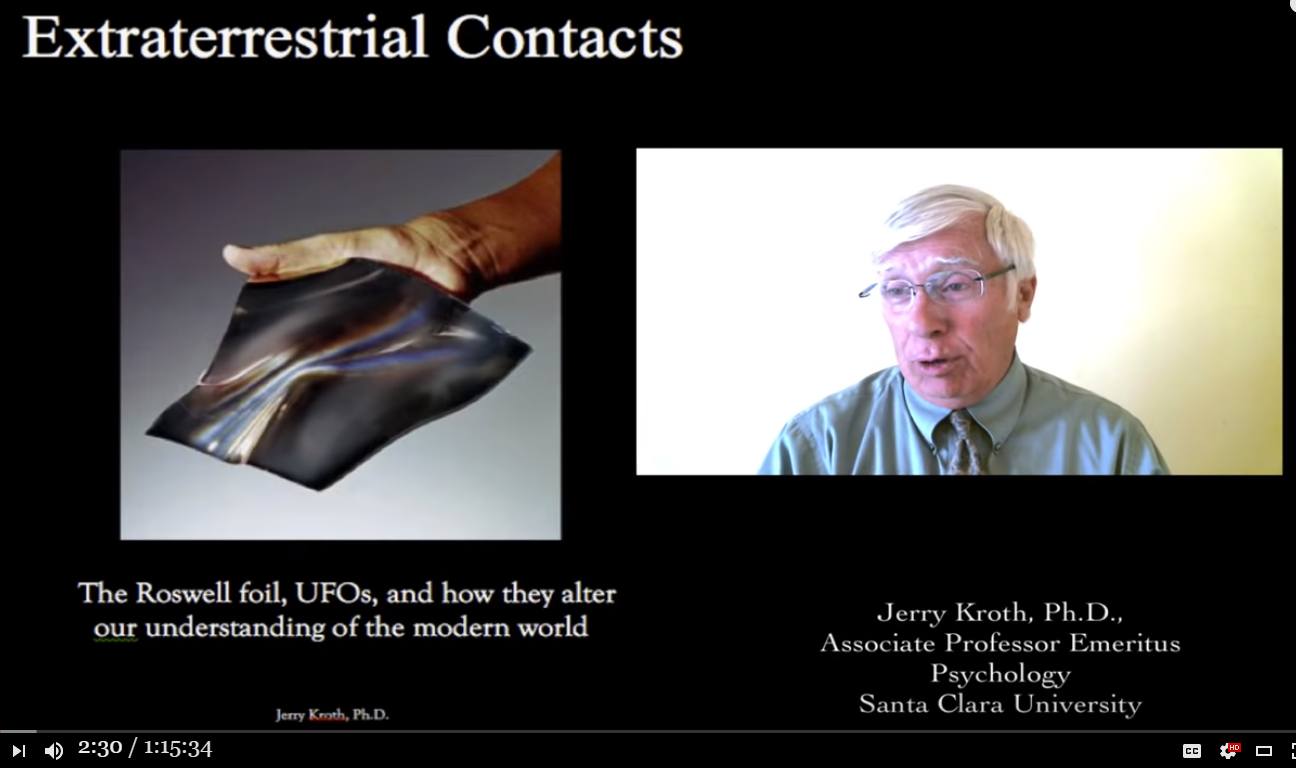 Extraterrestrial Contacts
The Roswell foil, UFOs, and how they alter
our understanding of the modern world
Jerry Kroth, Ph.D.
Jerry Kroth, Ph.D.,
Associate Professor Emeritus
Psychology
Santa Clara University
2:30 / 1:15:34
CC
HD